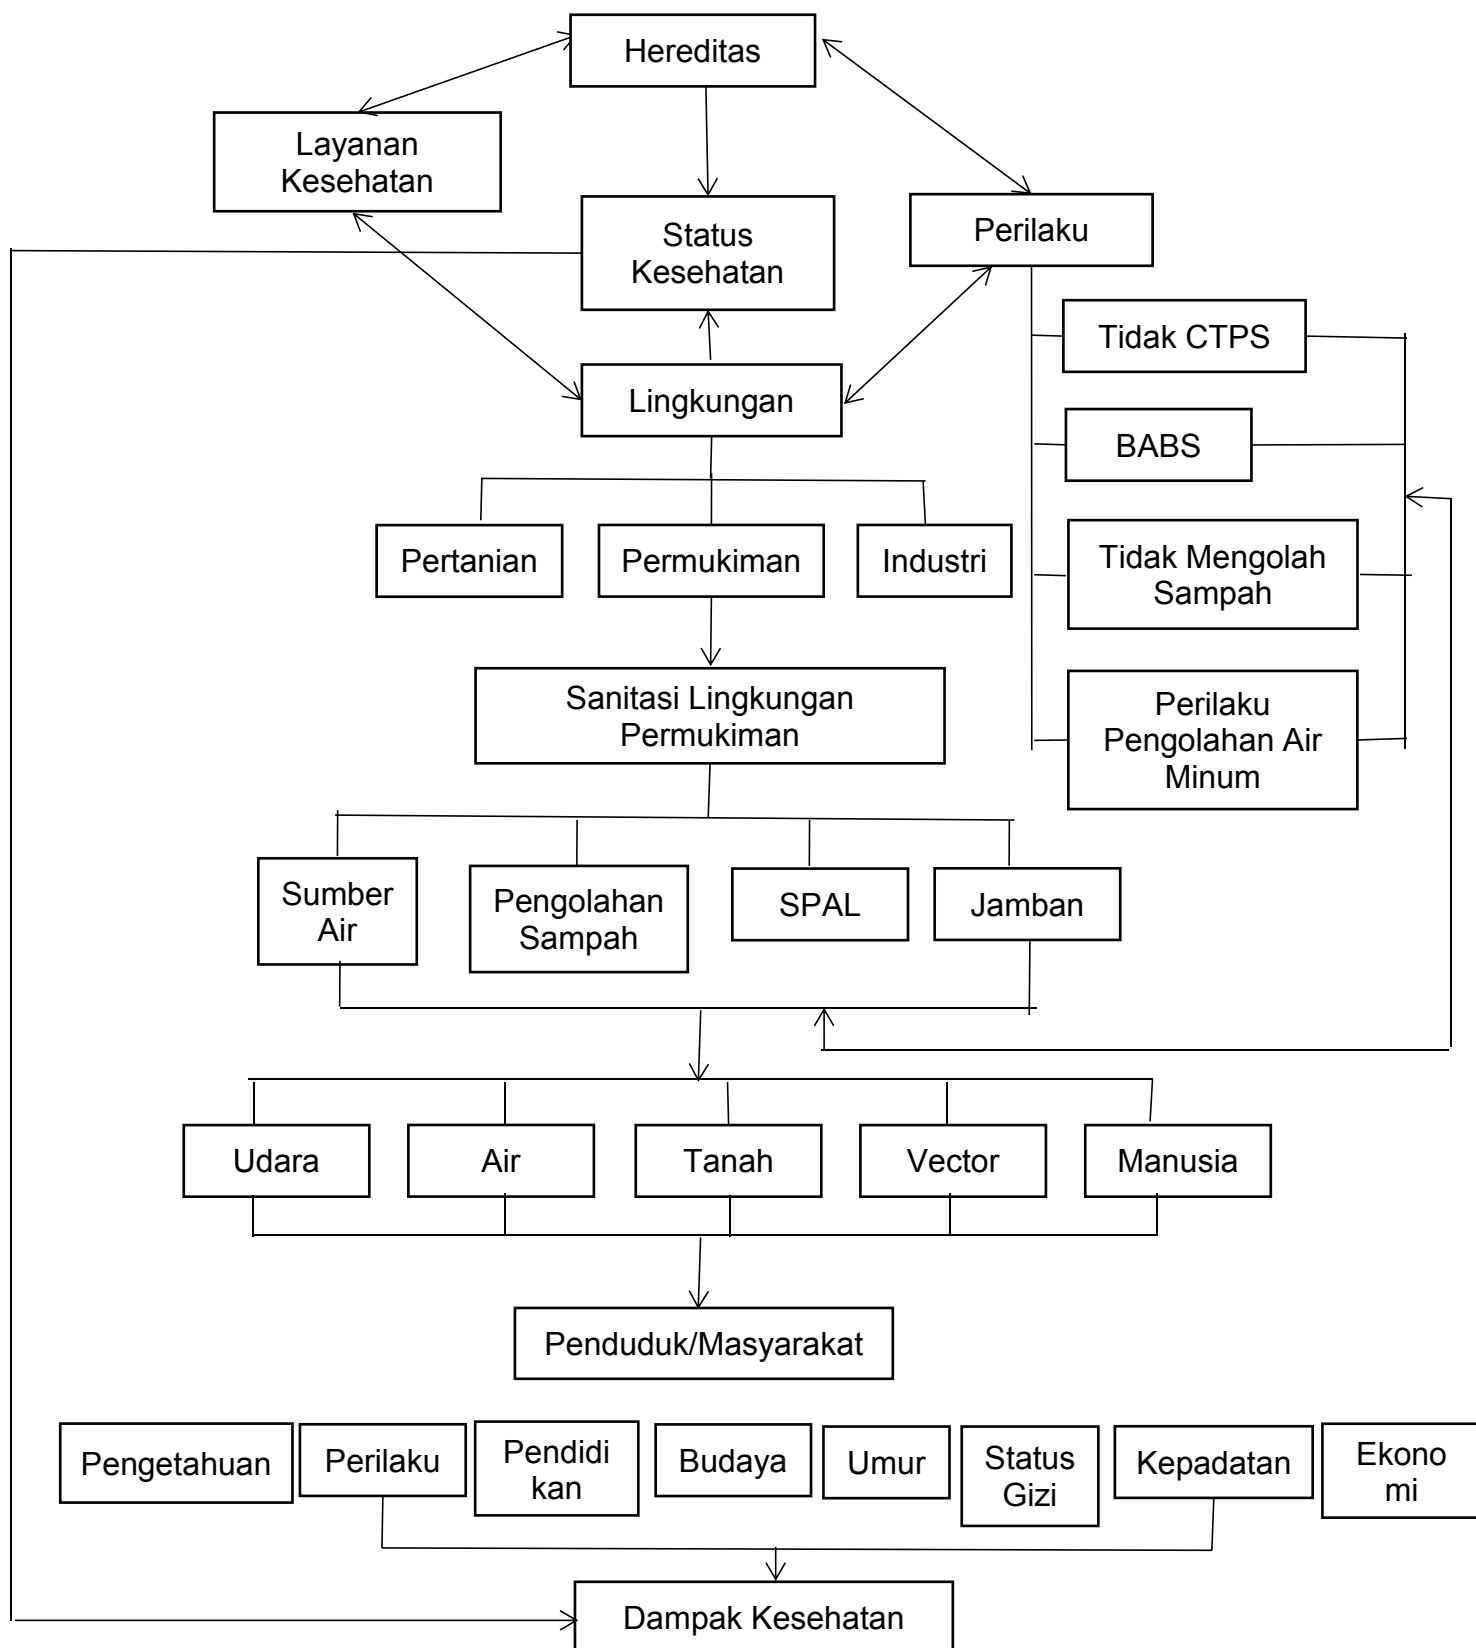 Hereditas
Layanan
Kesehatan
Status
Kesehatan
Perilaku
Tidak CTPS
Lingkungan
BABS
Pertanian
Permukiman
Industri
Tidak Mengolah
Sampah
Sanitasi Lingkungan
Permukiman
Perilaku
Pengolahan Air
Minum
Sumber
Air
Pengolahan
Sampah
SPAL
Jamban
Udara
Air
Tanah
Vector
Manusia
Penduduk/Masyarakat
Pengetahuan
Perilaku
Pendidi
kan
Budaya
Umur
Status
Gizi
Kepadatan
Ekono
mi
Dampak Kesehatan